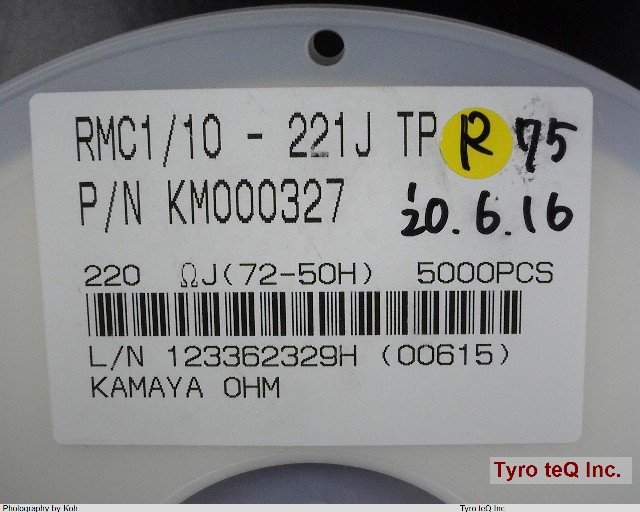 RMC1/10 - 221J TP R 75
P/N KM000327 '20.6.16
220 ΩJ(72-50H) 5000PCS
L/N 123362329H (00615)
KAMAYA OHM
Tyro teQ Inc.
Photography by Koh Tyro teQ Inc